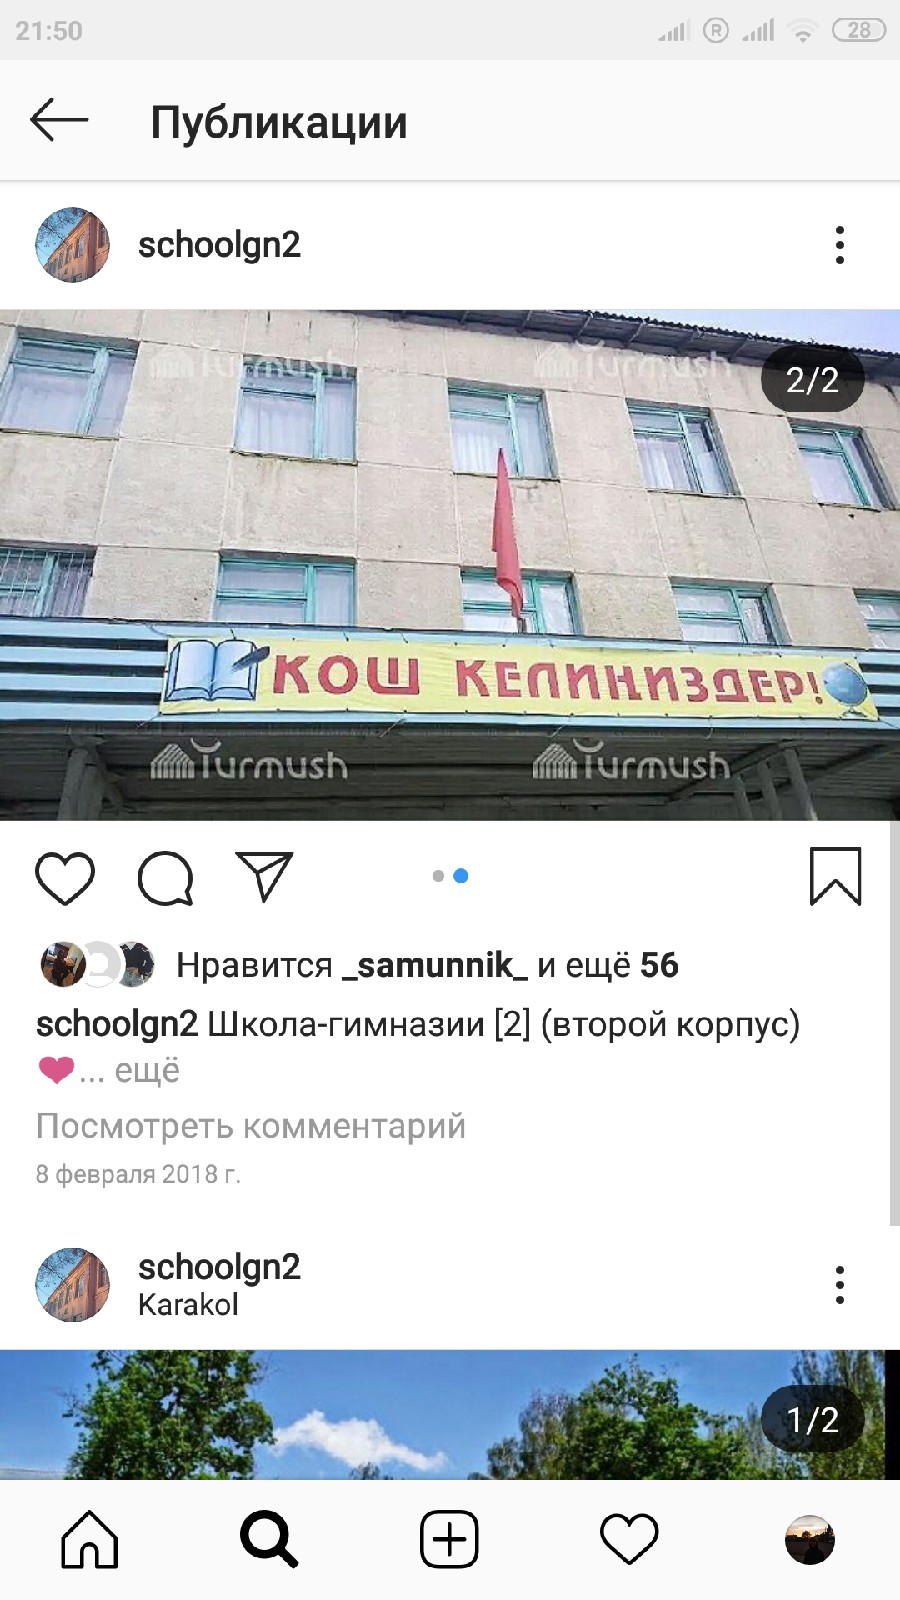 21:50
R
28
Публикации
schoolgn2
Turmush
Turmush
2/2
КОШ КЕЛИҢИЗДЕР!
Turmush
Turmush
Нравится _samunnik_ и ещё 56
schoolgn2 Школа-гимназии [2] (второй корпус)
... ещё
Посмотреть комментарий
8 февраля 2018 г.
schoolgn2
Karakol
1/2